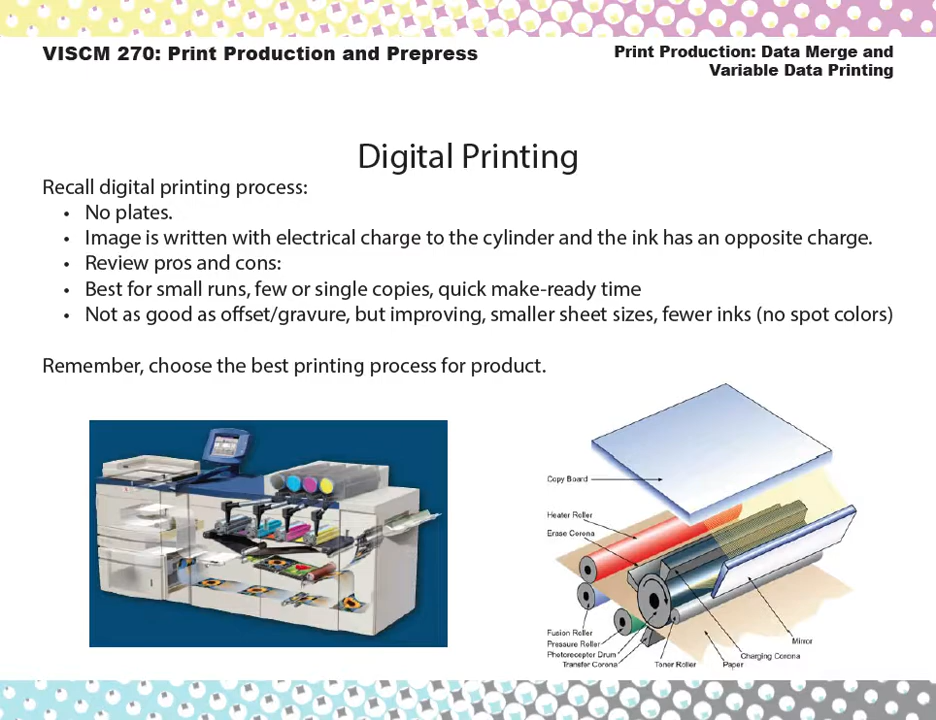 VISCM 270: Print Production and Prepress
Print Production: Data Merge and
Variable Data Printing
Digital Printing
Recall digital printing process:
• No plates.
• Image is written with electrical charge to the cylinder and the ink has an opposite charge.
• Review pros and cons:
• Best for small runs, few or single copies, quick make-ready time
• Not as good as offset/gravure, but improving, smaller sheet sizes, fewer inks (no spot colors)
Remember, choose the best printing process for product.
Copy Board
Heater Roller
Erase Corona
Fusion Roller
Pressure Roller
Photorecepter Drum
Transfer Corona
Toner Roller
Paper
Charging Corona
Mirror